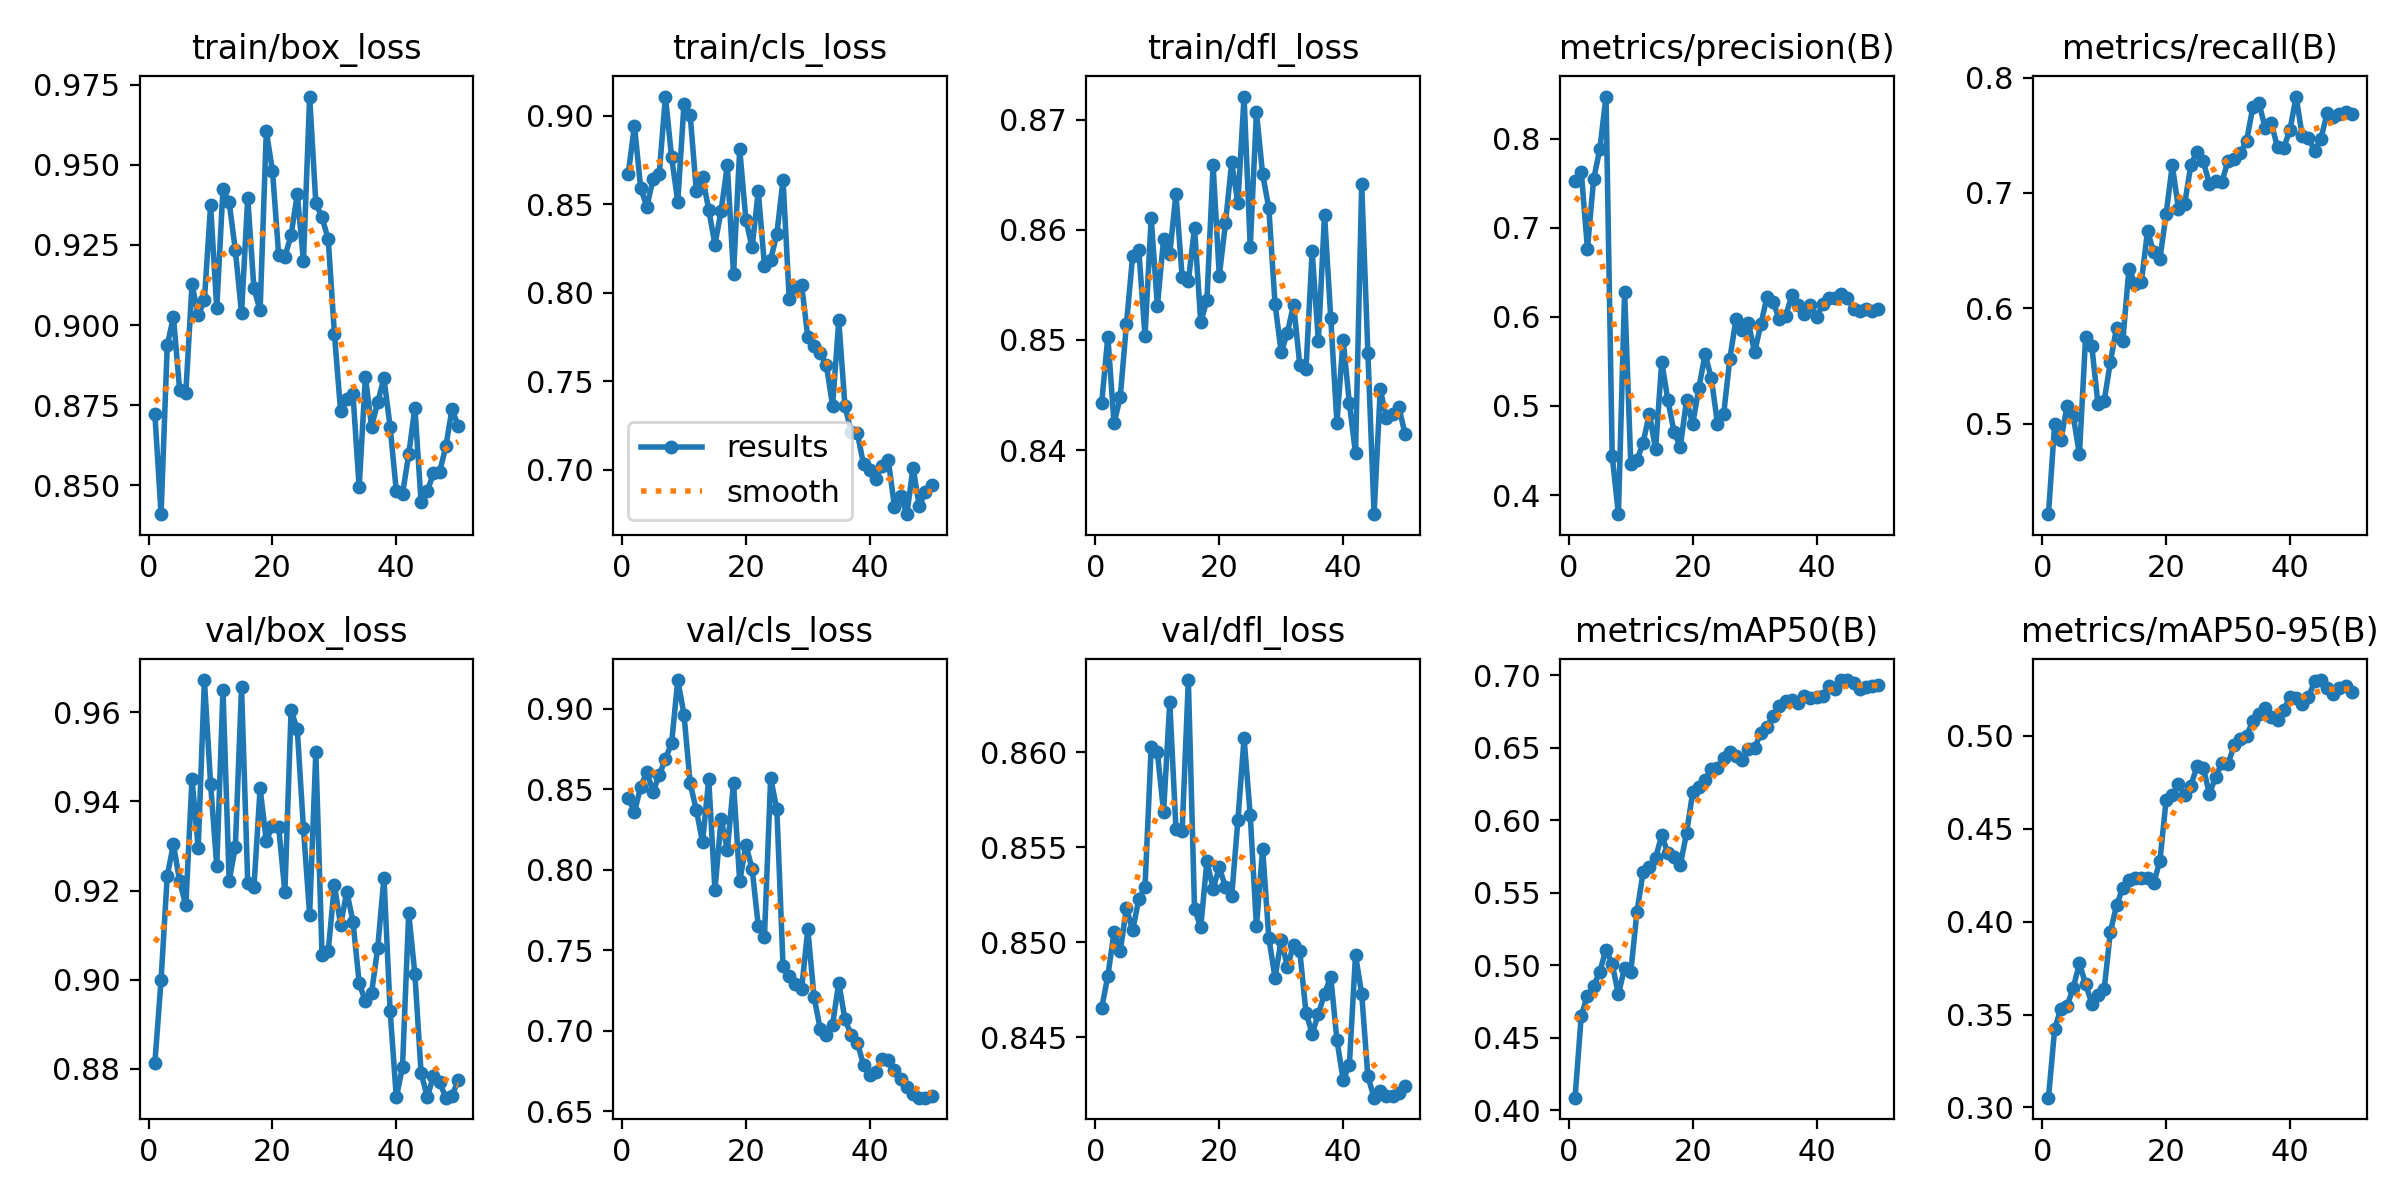 train/box_loss
train/cls_loss
train/dfl_loss
metrics/precision(B)
metrics/recall(B)
0.975
0.950
0.925
0.900
0.875
0.850
0 20 40
0.90
0.85
0.80
0.75
0.70
results
smooth
0 20 40
0.87
0.86
0.85
0.84
0 20 40
0.8
0.7
0.6
0.5
0.4
0 20 40
0.8
0.7
0.6
0.5
0 20 40
val/box_loss
val/cls_loss
val/dfl_loss
metrics/mAP50(B)
metrics/mAP50-95(B)
0.96
0.94
0.92
0.90
0.88
0 20 40
0.90
0.85
0.80
0.75
0.70
0.65
0 20 40
0.860
0.855
0.850
0.845
0 20 40
0.70
0.65
0.60
0.55
0.50
0.45
0.40
0 20 40
0.50
0.45
0.40
0.35
0.30
0 20 40